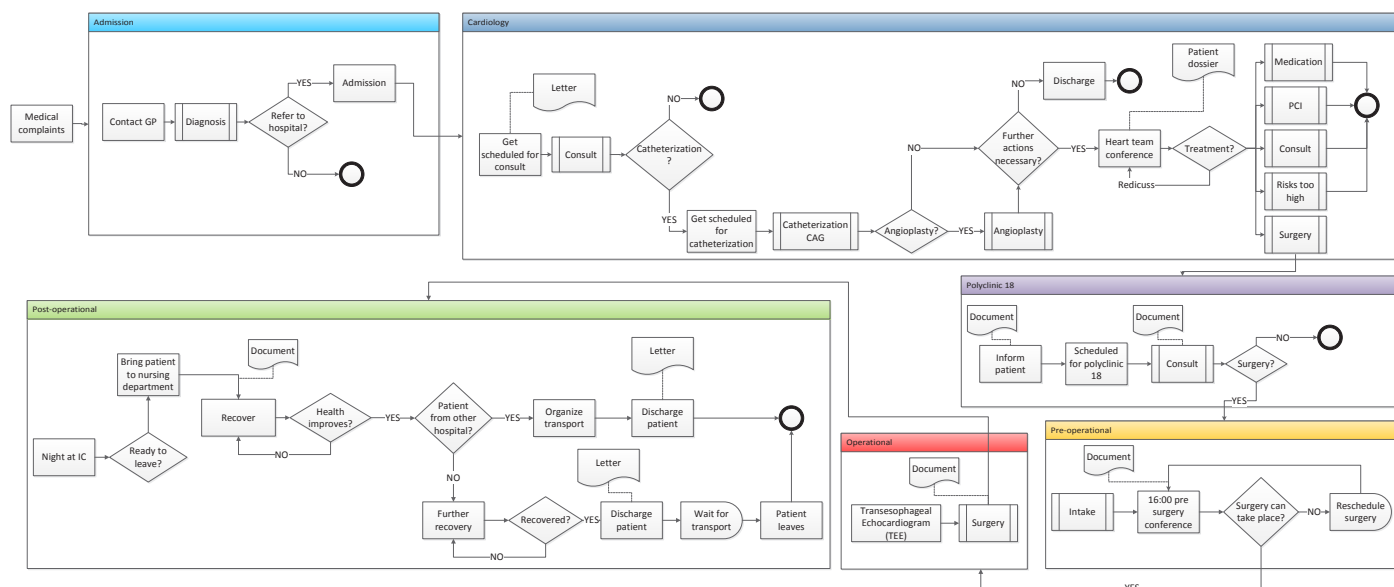 Admission
Medical
complaints
Contact GP
Diagnosis
Refer to
hospital?
YES
Admission
NO
Cardiology
Letter
Get
scheduled for
consult
Consult
Catheterization
?
NO
YES
Get scheduled
for
catheterization
Catheterization
CAG
Angioplasty?
NO
YES
Angioplasty
Further
actions
necessary?
NO
Discharge
YES
Patient
dossier
Heart team
conference
Treatment?
Redicuss
Medication
PCI
Consult
Risks too
high
Surgery
Polyclinic 18
Document
Inform
patient
Scheduled
for polyclinic
18
Document
Consult
Surgery?
NO
YES
Post-operational
Night at IC
Ready to
leave?
Bring patient
to nursing
department
Document
Recover
Health
improves?
NO
YES
Patient
from other
hospital?
YES
Organize
transport
Letter
Discharge
patient
NO
Further
recovery
Recovered?
NO
YES
Letter
Discharge
patient
Wait for
transport
Patient
leaves
Operational
Document
Transesophageal
Echocardiogram
(TEE)
Surgery
Pre-operational
Document
Intake
16:00 pre
surgery
conference
Surgery can
take place?
NO
Reschedule
surgery
YES